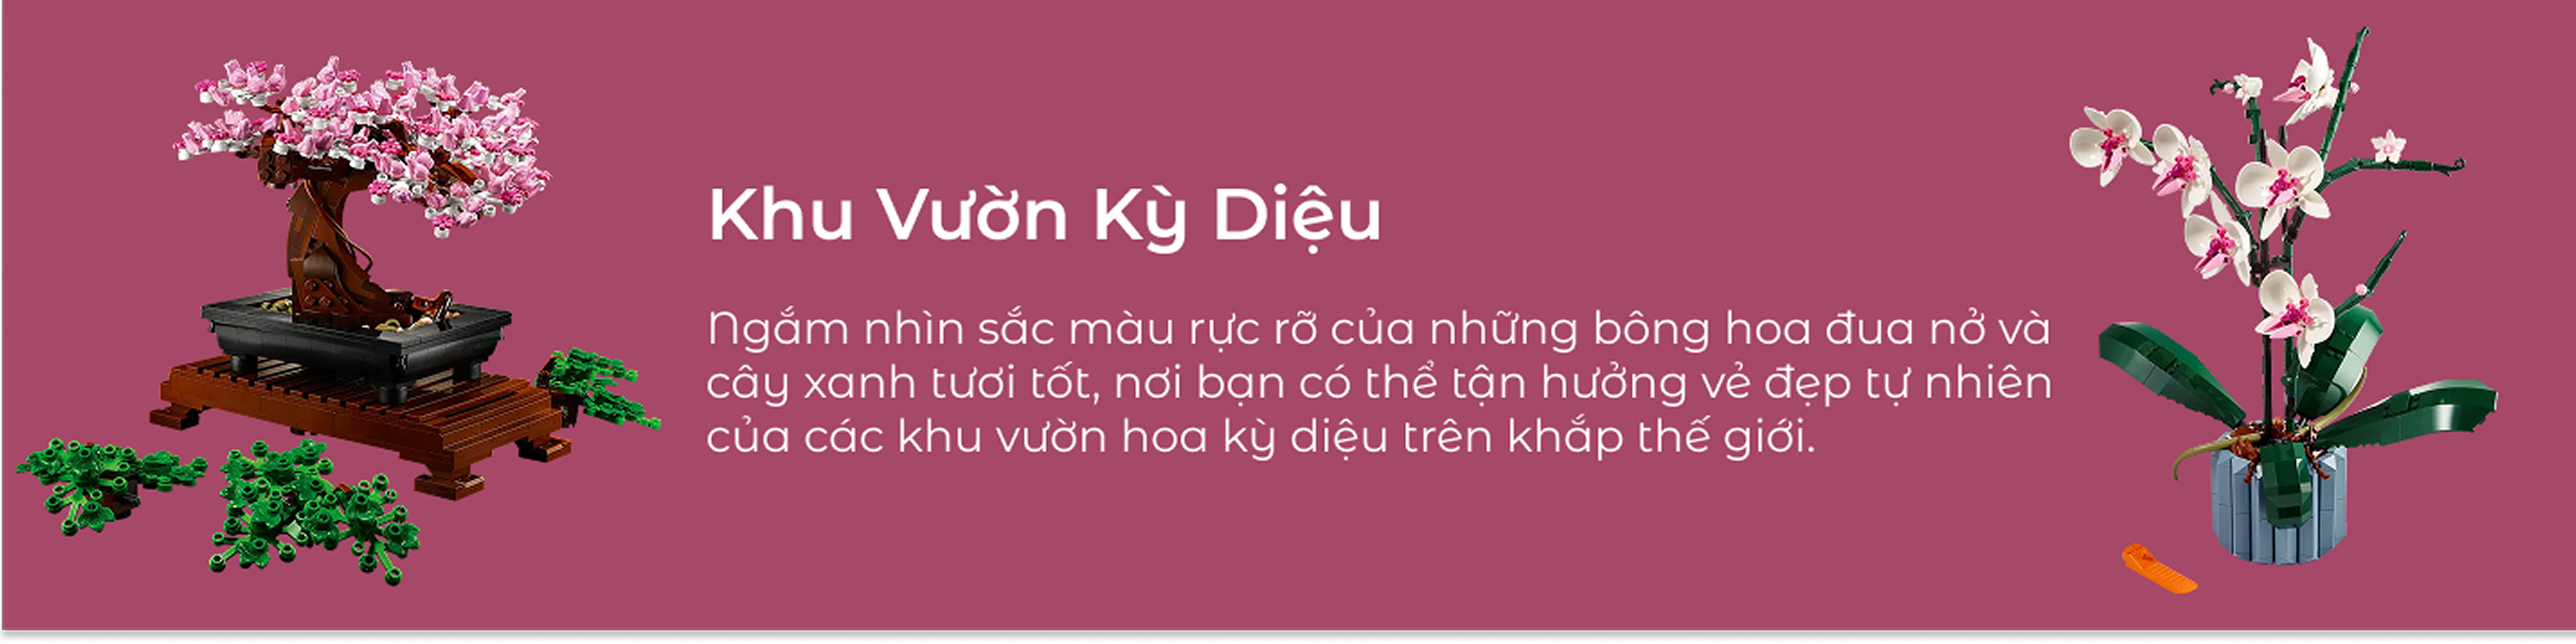 Khu Vườn Kỳ Diệu
Ngắm nhìn sắc màu rực rỡ của những bông hoa đua nở và
cây xanh tươi tốt, nơi bạn có thể tận hưởng vẻ đẹp tự nhiên
của các khu vườn hoa kỳ diệu trên khắp thế giới.